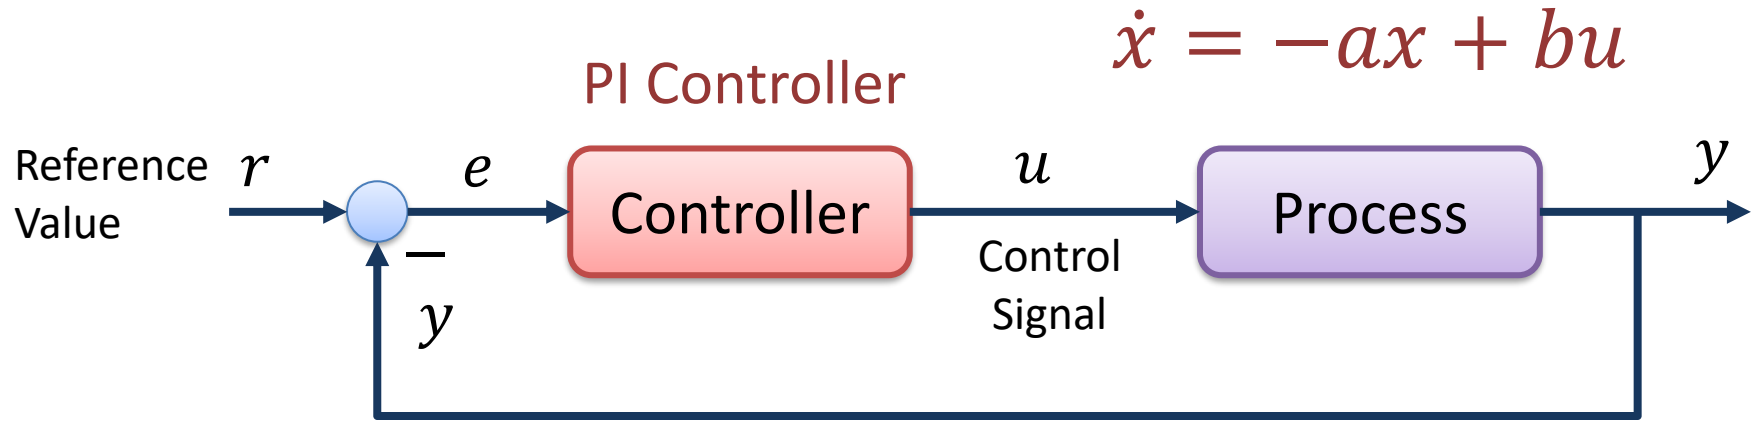 ẋ = −ax + bu
PI Controller
Reference
Value
r
e
Controller
u
Control
Signal
Process
y
−
y